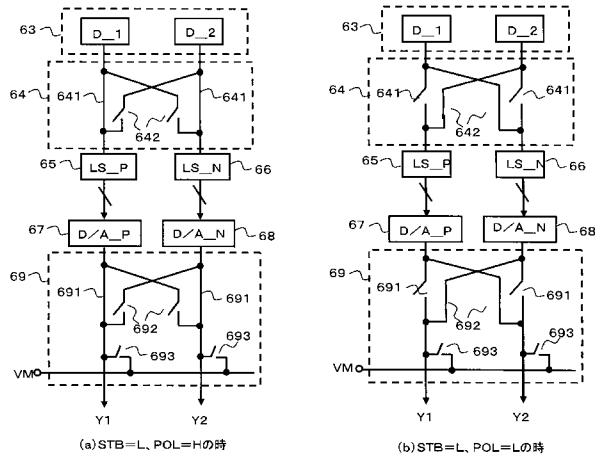 63
D_1
D_2
64
641
641
642
65
LS_P
LS_N
66
67
D/A_P
D/A_N
68
69
691
691
692
693
693
VM
Y1
Y2
(a)STB=L、POL=Hの時
63
D_1
D_2
64
641
641
642
65
LS_P
LS_N
66
67
D/A_P
D/A_N
68
69
691
691
692
693
693
VM
Y1
Y2
(b)STB=L、POL=Lの時